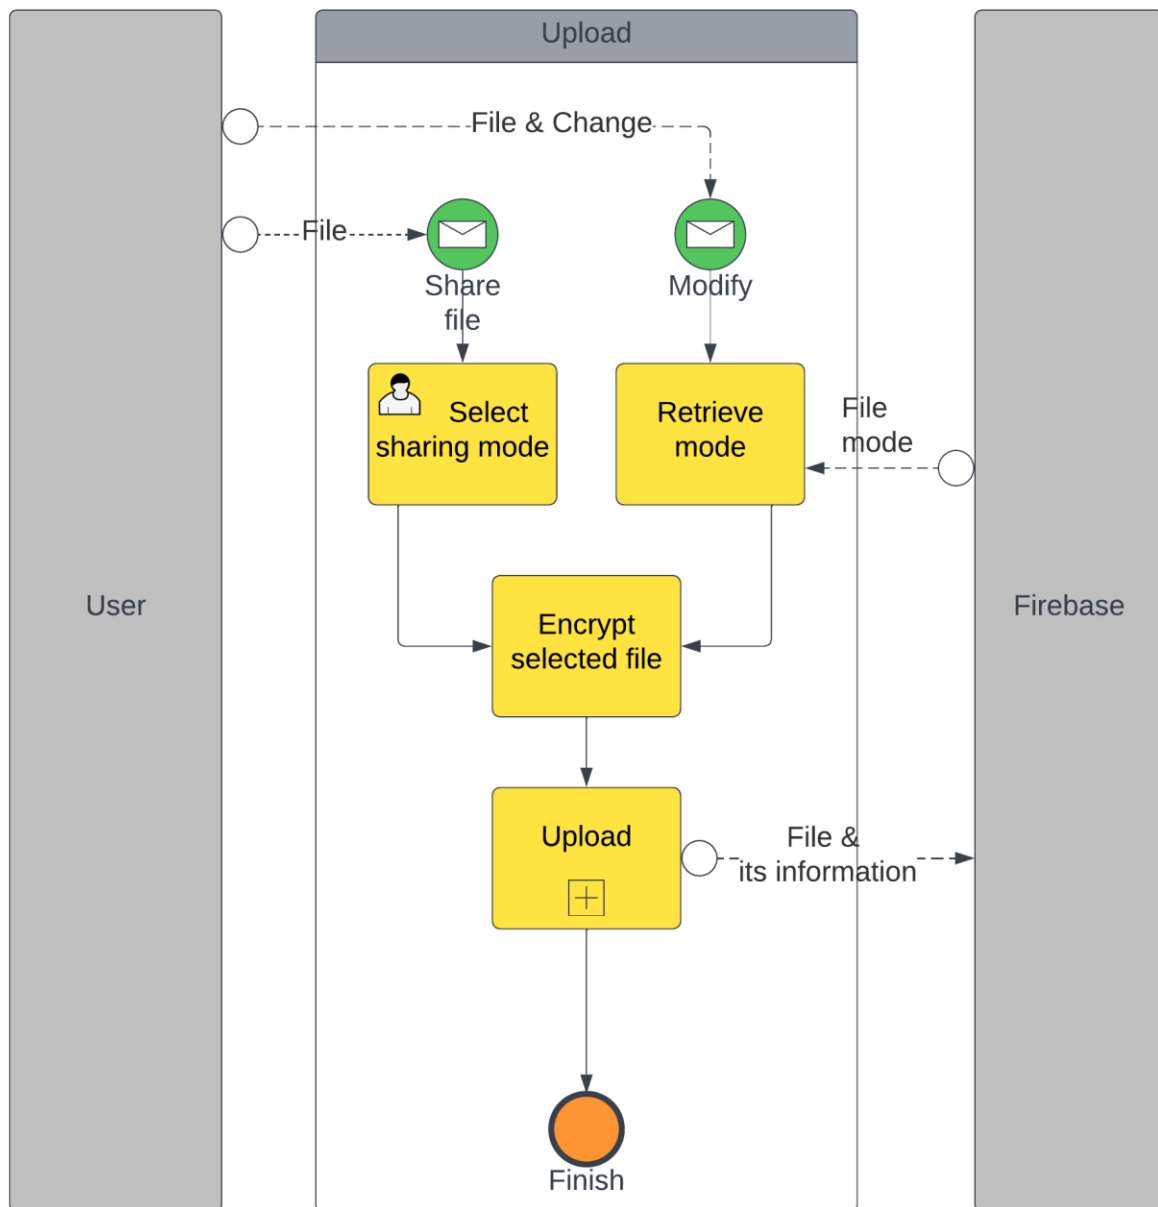 Upload
File & Change
File
Share
file
Modify
Select
sharing mode
Retrieve
mode
File
mode
User
Firebase
Encrypt
selected file
Upload
File &
its information
Finish